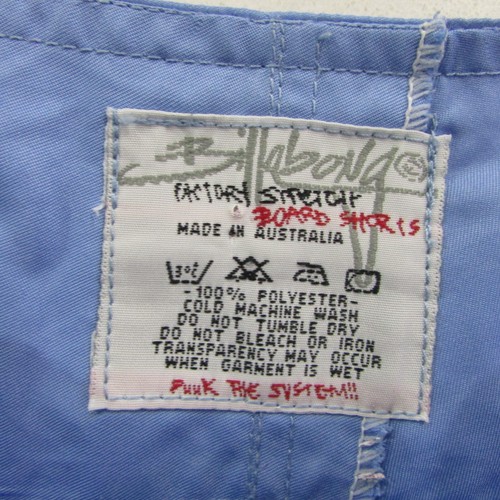 Billabong
FACTORY STRETCH
BOARD SHORTS
MADE IN AUSTRALIA
-100% POLYESTER-
COLD MACHINE WASH
DO NOT TUMBLE DRY
DO NOT BLEACH OR IRON
TRANSPARENCY MAY OCCUR
WHEN GARMENT IS WET
FUUK THE SYSTEM!!